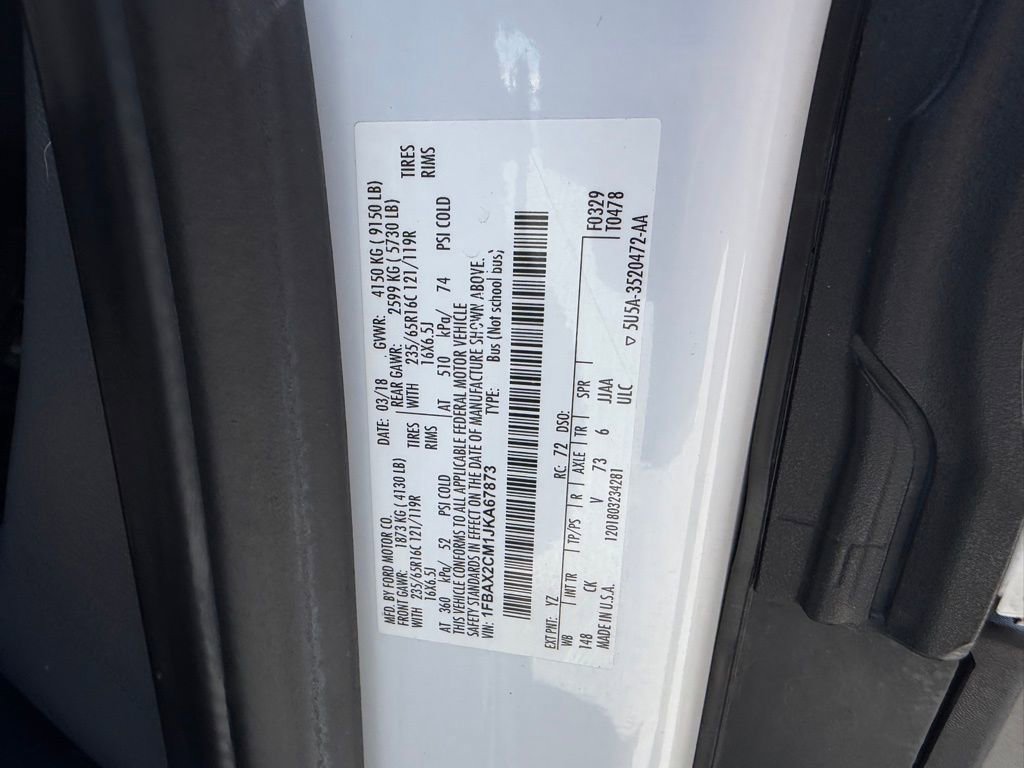 MFD. BY FORD MOTOR CO. DATE: 03/18 GVWR: 4150 KG ( 9150 LB)
FRONT GAWR: 1873 KG ( 4130 LB) REAR GAWR: 2599 KG ( 5730 LB)
WITH 235/65R16C 121/119R TIRES WITH 235/65R16C 121/119R TIRES
16X6.5J RIMS 16X6.5J RIMS
AT 360 kPa/ 52 PSI COLD AT 510 kPa/ 74 PSI COLD
THIS VEHICLE CONFORMS TO ALL APPLICABLE FEDERAL MOTOR VEHICLE
SAFETY STANDARDS IN EFFECT ON THE DATE OF MANUFACTURE SHOWN ABOVE.
VIN: 1FBAX2CM1JKA67873 TYPE: Bus (Not school bus)
EXT PNT: YZ RC: 72 DSO: F0329
WB INT TR TP/PS R AXLE TR SPR T0478
148 CK V 73 6 JJAA
MADE IN U.S.A. 1201803234281 ULC ▽ 5U5A-3520472-AA